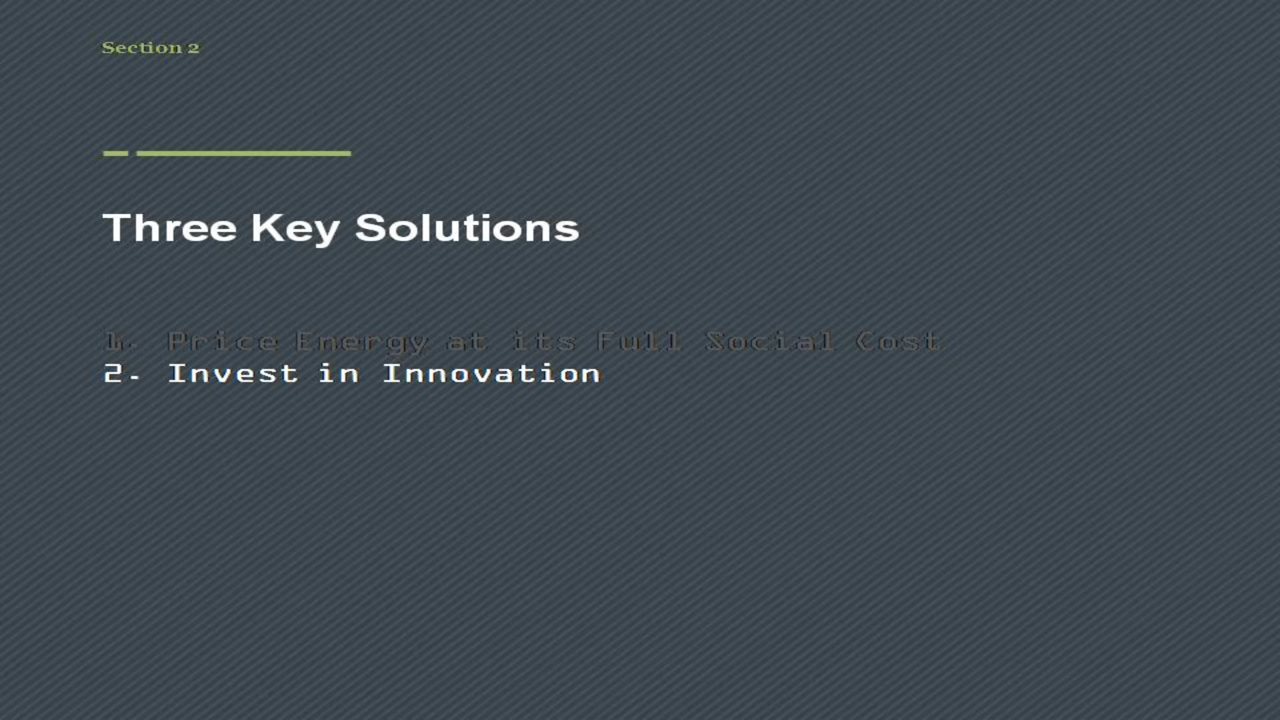 Section 2
Three Key Solutions
1. Price Energy at its Full Social Cost
2. Invest in Innovation